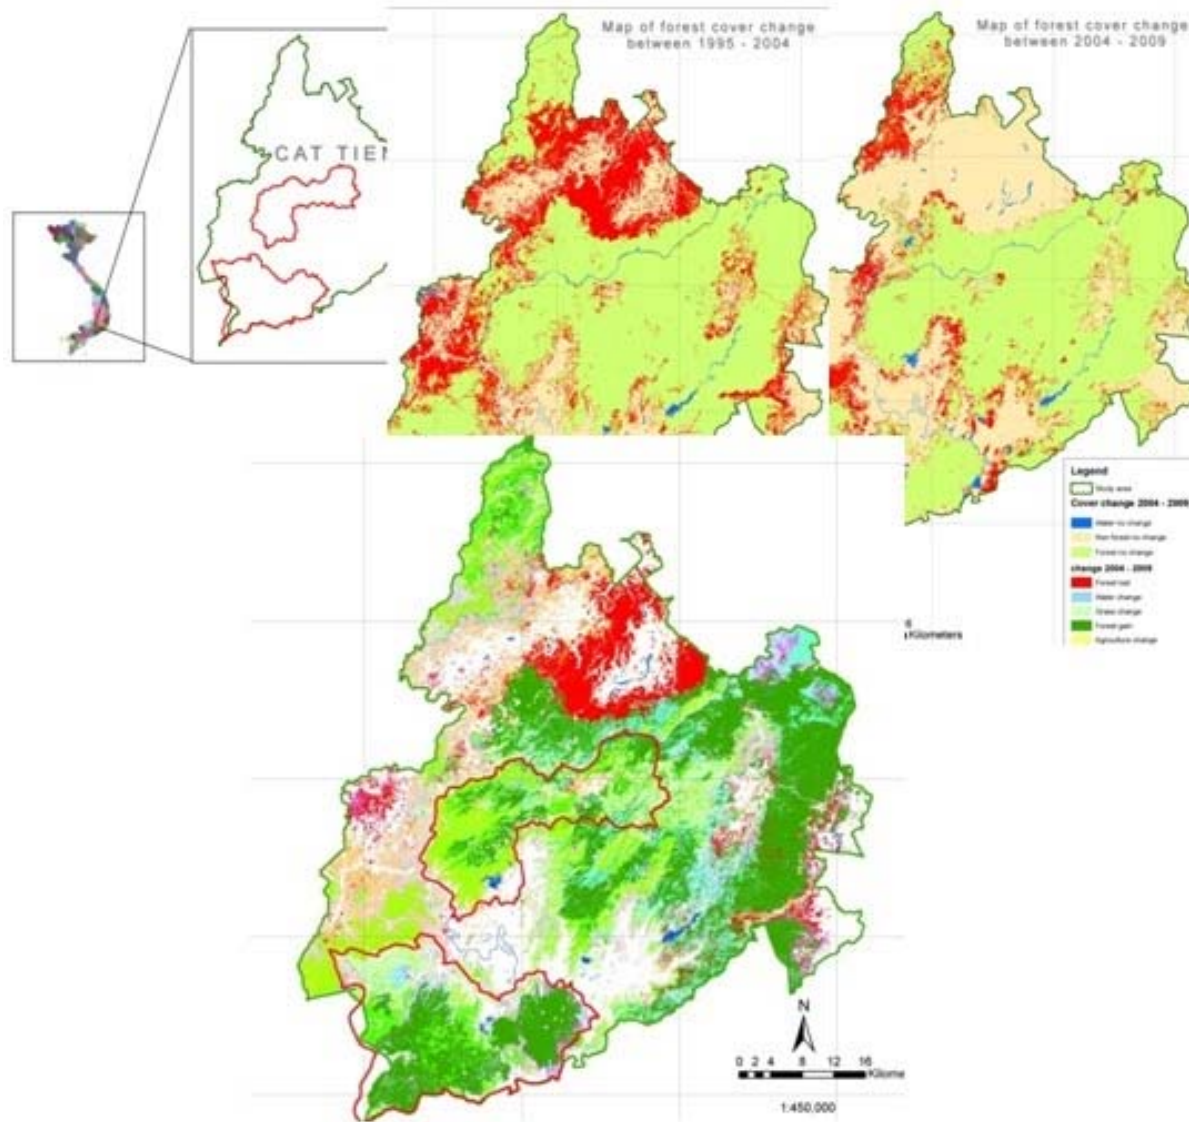 Map of forest cover change
between 1995 - 2004
Map of forest cover change
between 2004 - 2009
CAT TIEN
Legend
Study area
Cover change 2004 - 2009
Water no change
Non forest no change
Forest no change
change 2004 - 2009
Forest lost
Water change
Grass change
Forest gain
Agriculture change
Kilometers
N
0 2 4 8 12 16
Kilome
1:450,000